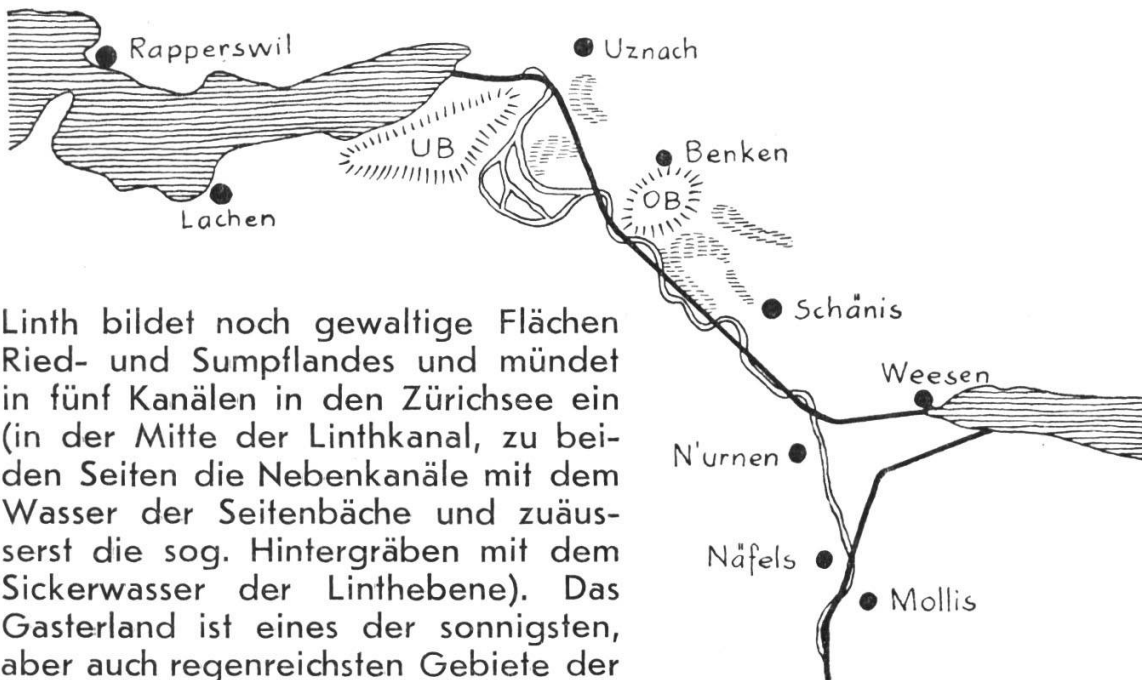 Rapperswil
Uznach
UB
Benken
OB
Lachen
Schänis
Weesen
N'urnen
Näfels
Mollis
Linth bildet noch gewaltige Flächen
Ried- und Sumpflandes und mündet
in fünf Kanälen in den Zürichsee ein
(in der Mitte der Linthkanal, zu bei-
den Seiten die Nebenkanäle mit dem
Wasser der Seitenbäche und zuäus-
serst die sog. Hintergräben mit dem
Sickerwasser der Linthebene). Das
Gasterland ist eines der sonnigsten,
aber auch regenreichsten Gebiete der